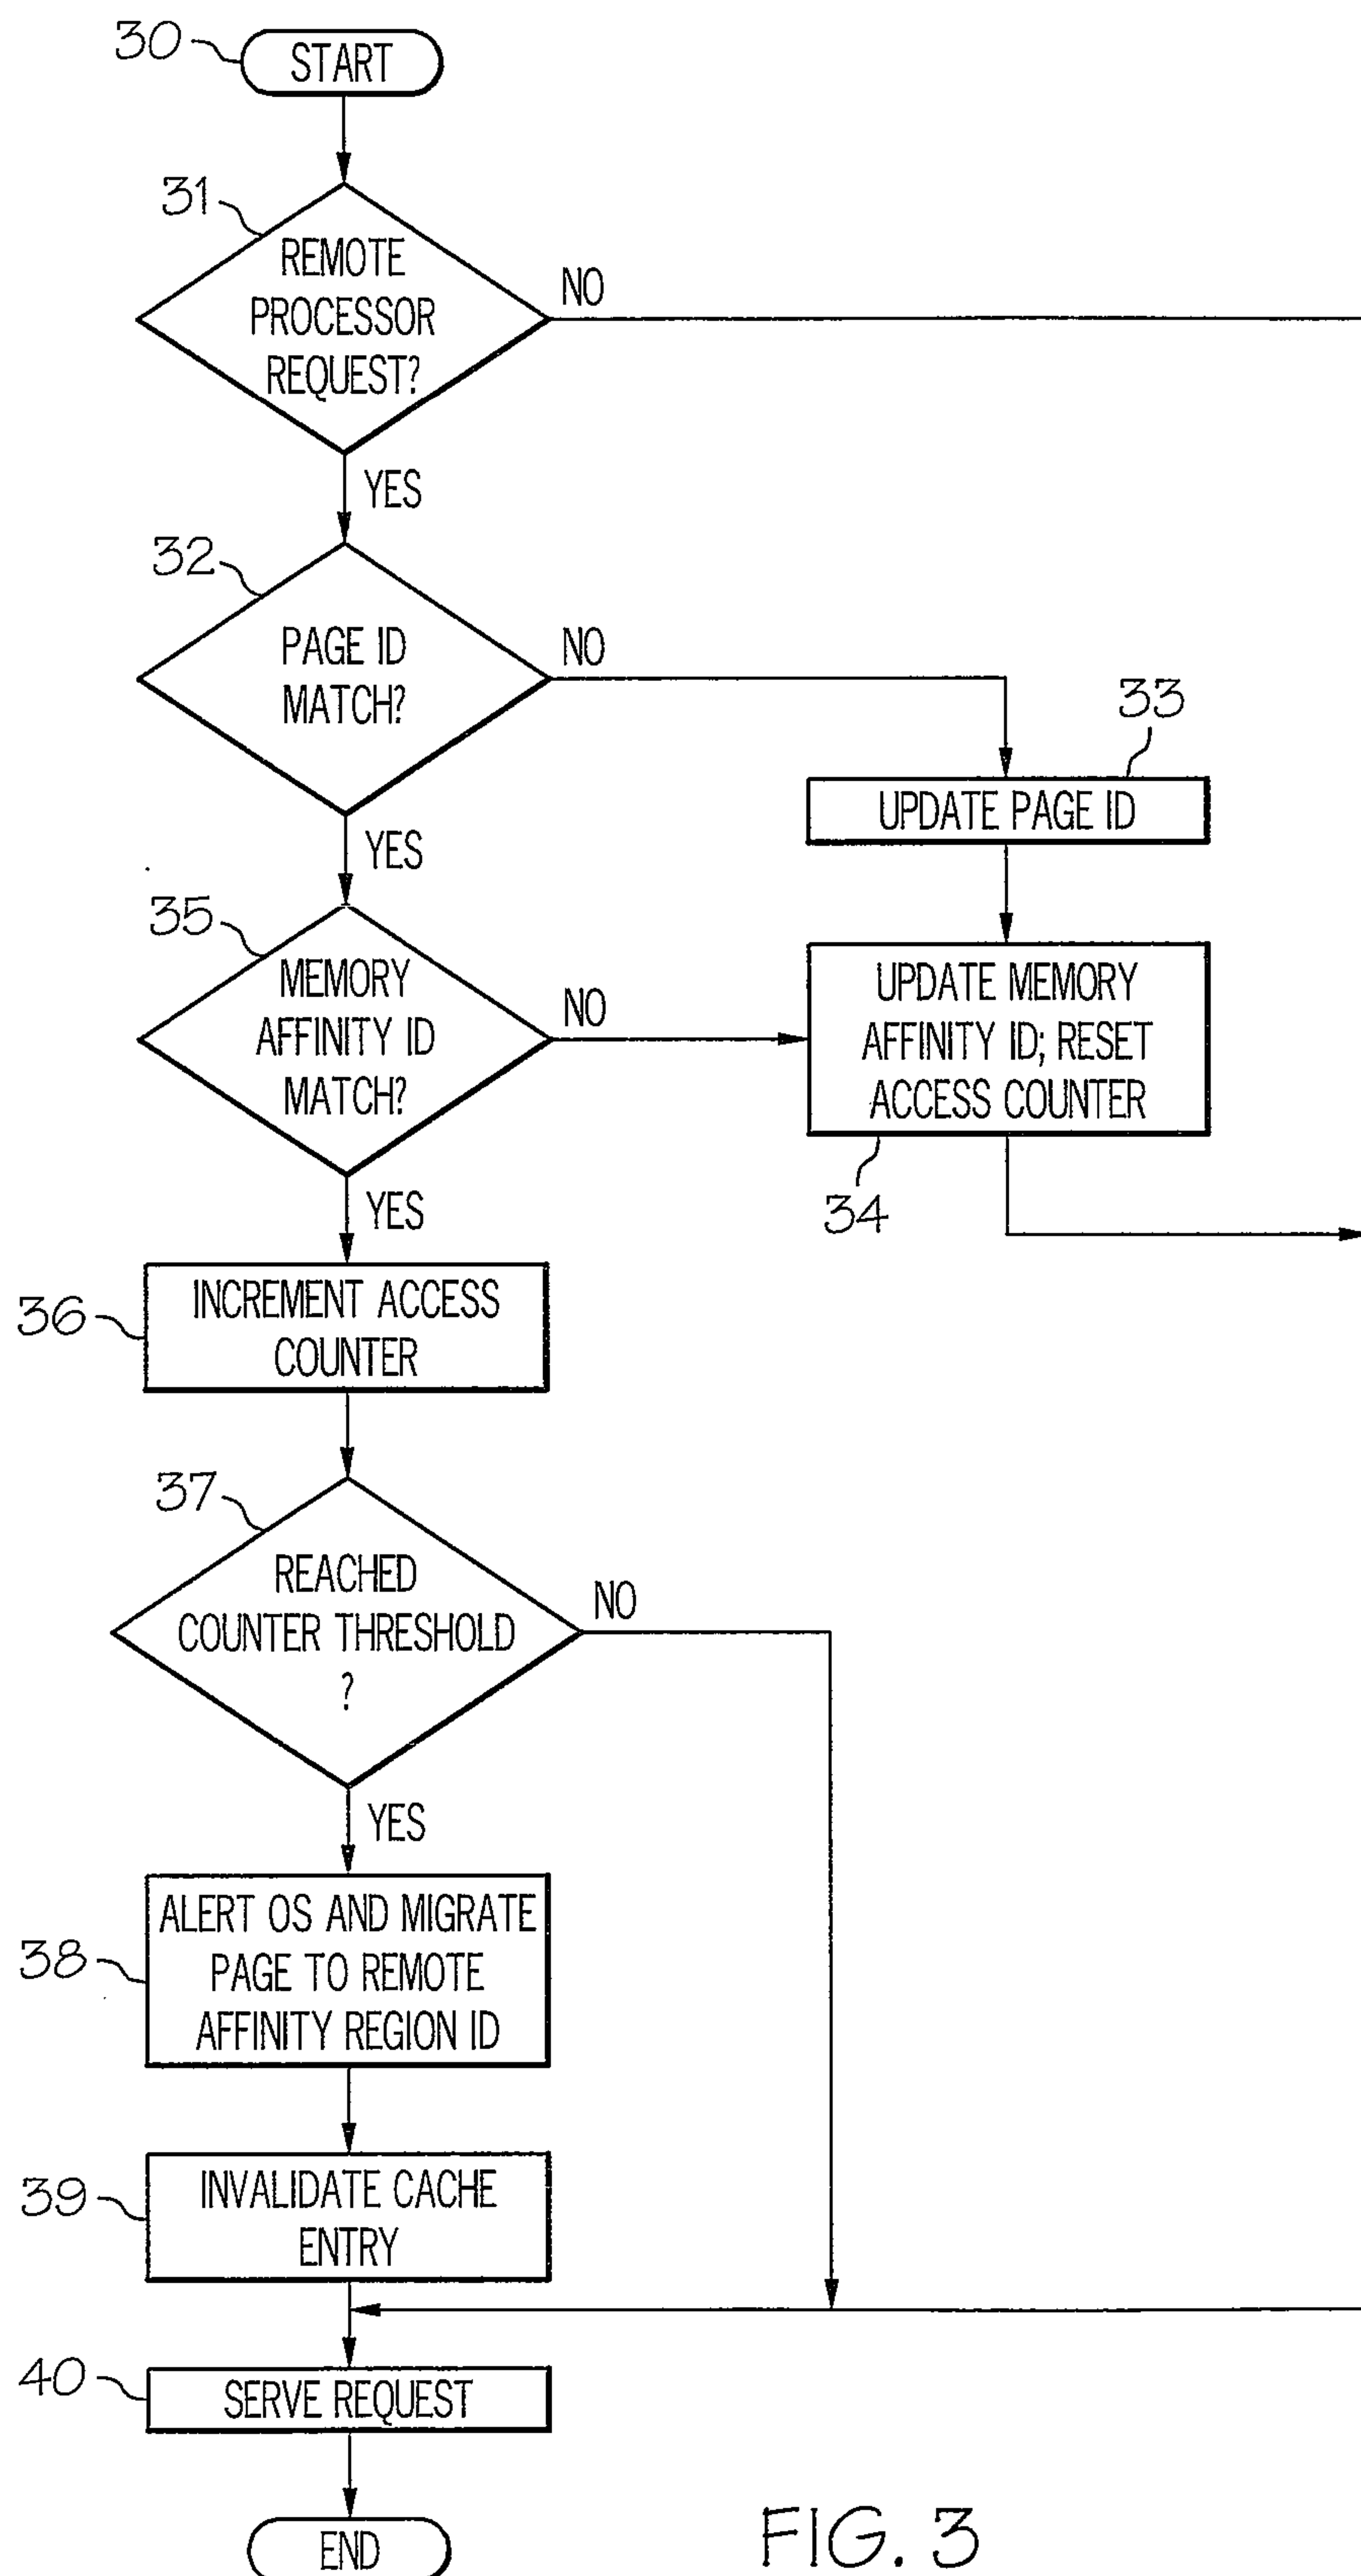 30
START
31
REMOTE
PROCESSOR
REQUEST?
NO
YES
32
PAGE ID
MATCH?
NO
33
UPDATE PAGE ID
YES
35
MEMORY
AFFINITY ID
MATCH?
NO
UPDATE MEMORY
AFFINITY ID; RESET
ACCESS COUNTER
34
YES
36
INCREMENT ACCESS
COUNTER
37
REACHED
COUNTER THRESHOLD
?
NO
YES
38
ALERT OS AND MIGRATE
PAGE TO REMOTE
AFFINITY REGION ID
39
INVALIDATE CACHE
ENTRY
40
SERVE REQUEST
END
FIG. 3